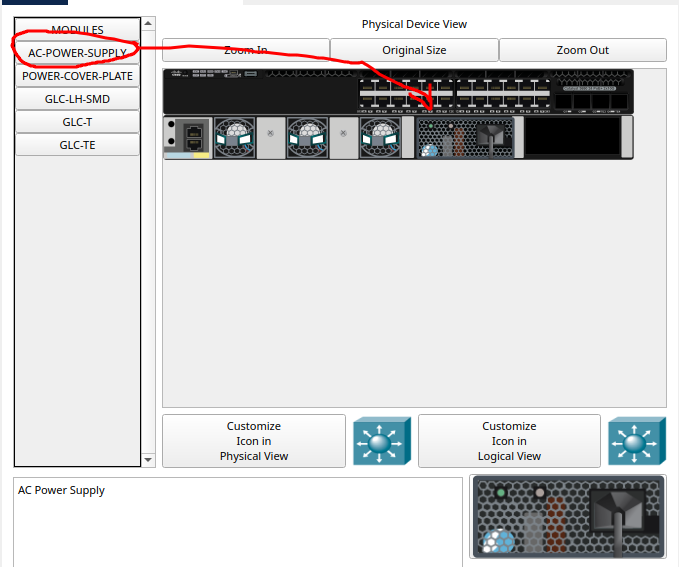 Physical Device View
MODULES
AC-POWER-SUPPLY
POWER-COVER-PLATE
GLC-LH-SMD
GLC-T
GLC-TE
Zoom In
Original Size
Zoom Out
Customize
Icon in
Physical View
Customize
Icon in
Logical View
AC Power Supply